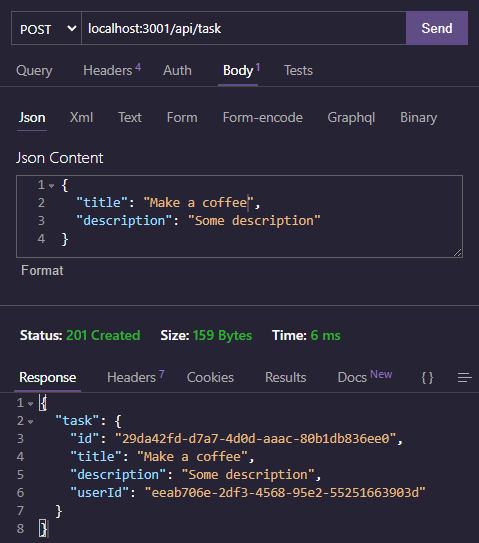 POST localhost:3001/api/task Send
Query Headers 4 Auth Body 1 Tests
Json Xml Text Form Form-encode Graphql Binary
Json Content
1 {
2 "title": "Make a coffee",
3 "description": "Some description"
4 }
Format
Status: 201 Created Size: 159 Bytes Time: 6 ms
Response Headers 7 Cookies Results Docs New { }
1 {
2 "task": {
3 "id": "29da42fd-d7a7-4d0d-aaac-80b1db836ee0",
4 "title": "Make a coffee",
5 "description": "Some description",
6 "userId": "eeab706e-2df3-4568-95e2-55251663903d"
7 }
8 }